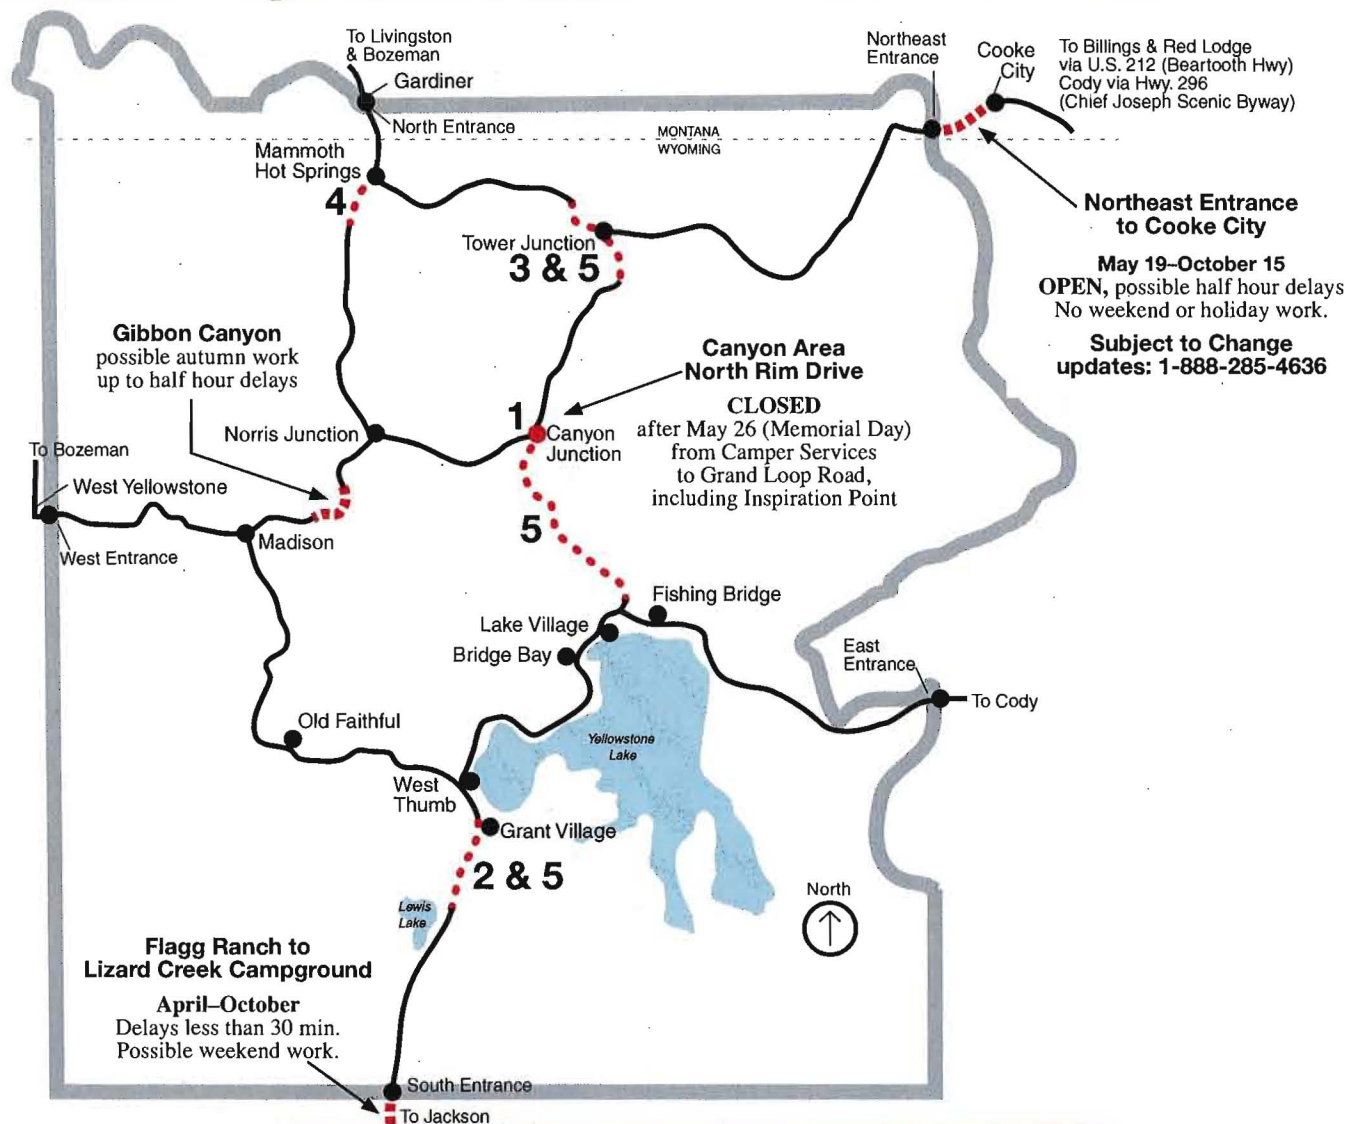 To Livingston
& Bozeman
Gardiner
North Entrance
Northeast
Entrance
Cooke
City
To Billings & Red Lodge
via U.S. 212 (Beartooth Hwy)
Cody via Hwy. 296
(Chief Joseph Scenic Byway)
MONTANA
WYOMING
Mammoth
Hot Springs
4
Tower Junction
3 & 5
Northeast Entrance
to Cooke City
May 19–October 15
OPEN, possible half hour delays
No weekend or holiday work.
Subject to Change
updates: 1-888-285-4636
Gibbon Canyon
possible autumn work
up to half hour delays
Canyon Area
North Rim Drive
CLOSED
after May 26 (Memorial Day)
from Camper Services
to Grand Loop Road,
including Inspiration Point
1
Canyon
Junction
Norris Junction
To Bozeman
West Yellowstone
West Entrance
Madison
5
Fishing Bridge
Lake Village
Bridge Bay
East
Entrance
To Cody
Old Faithful
Yellowstone
Lake
West
Thumb
Grant Village
2 & 5
Lewis
Lake
North
Flagg Ranch to
Lizard Creek Campground
April–October
Delays less than 30 min.
Possible weekend work.
South Entrance
To Jackson